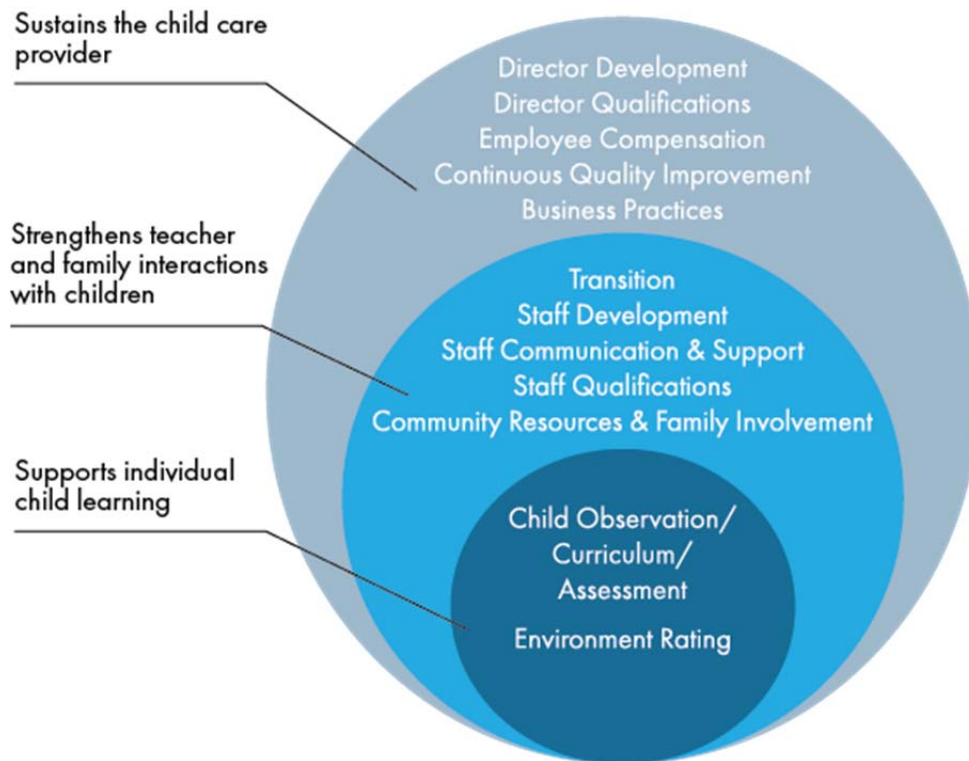 Sustains the child care
provider
Director Development
Director Qualifications
Employee Compensation
Continuous Quality Improvement
Business Practices
Strengthens teacher
and family interactions
with children
Transition
Staff Development
Staff Communication & Support
Staff Qualifications
Community Resources & Family Involvement
Supports individual
child learning
Child Observation/
Curriculum/
Assessment
Environment Rating